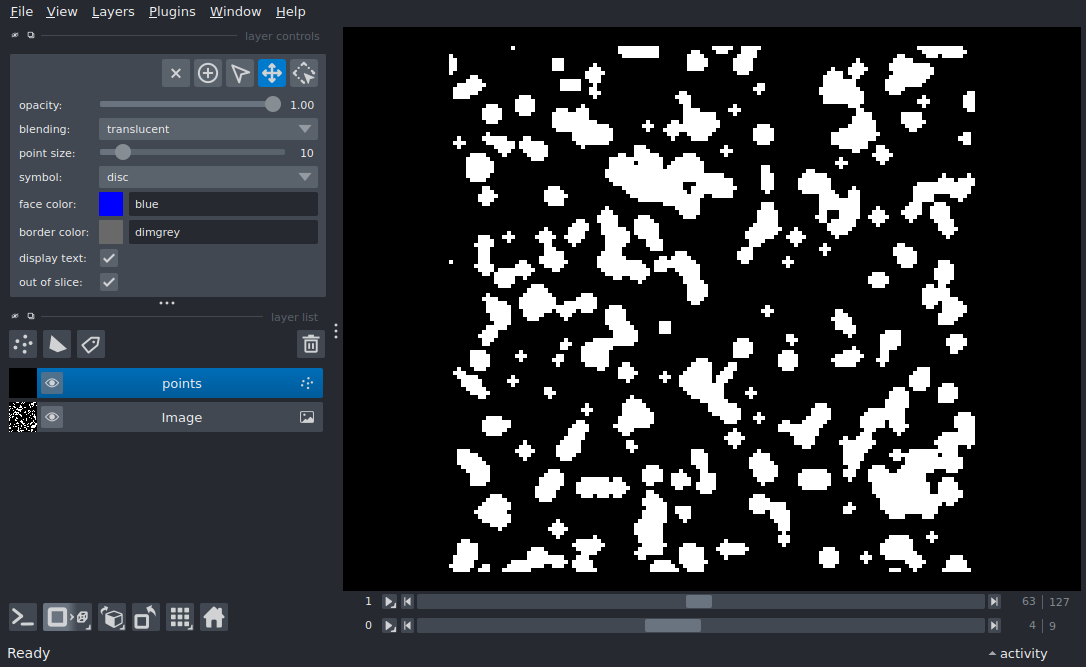 File View Layers Plugins Window Help
layer controls
opacity: 1.00
blending: translucent
point size: 10
symbol: disc
face color: blue
border color: dimgrey
display text:
out of slice:
layer list
points
Image
1 63 127
0 4 9
Ready activity